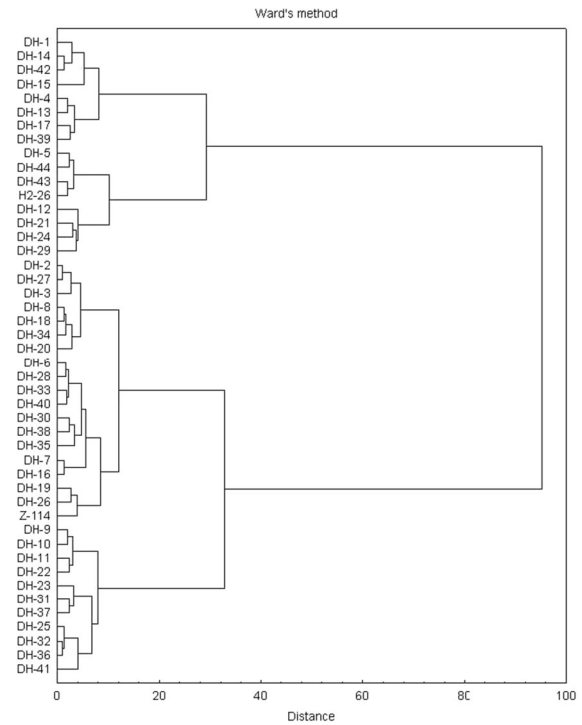 Ward's method
DH-1
DH-14
DH-42
DH-15
DH-4
DH-13
DH-17
DH-39
DH-5
DH-44
DH-43
H2-26
DH-12
DH-21
DH-24
DH-29
DH-2
DH-27
DH-3
DH-8
DH-18
DH-34
DH-20
DH-6
DH-28
DH-33
DH-40
DH-30
DH-38
DH-35
DH-7
DH-16
DH-19
DH-26
Z-114
DH-9
DH-10
DH-11
DH-22
DH-23
DH-31
DH-37
DH-25
DH-32
DH-36
DH-41
0 20 40 60 80 100
Distance